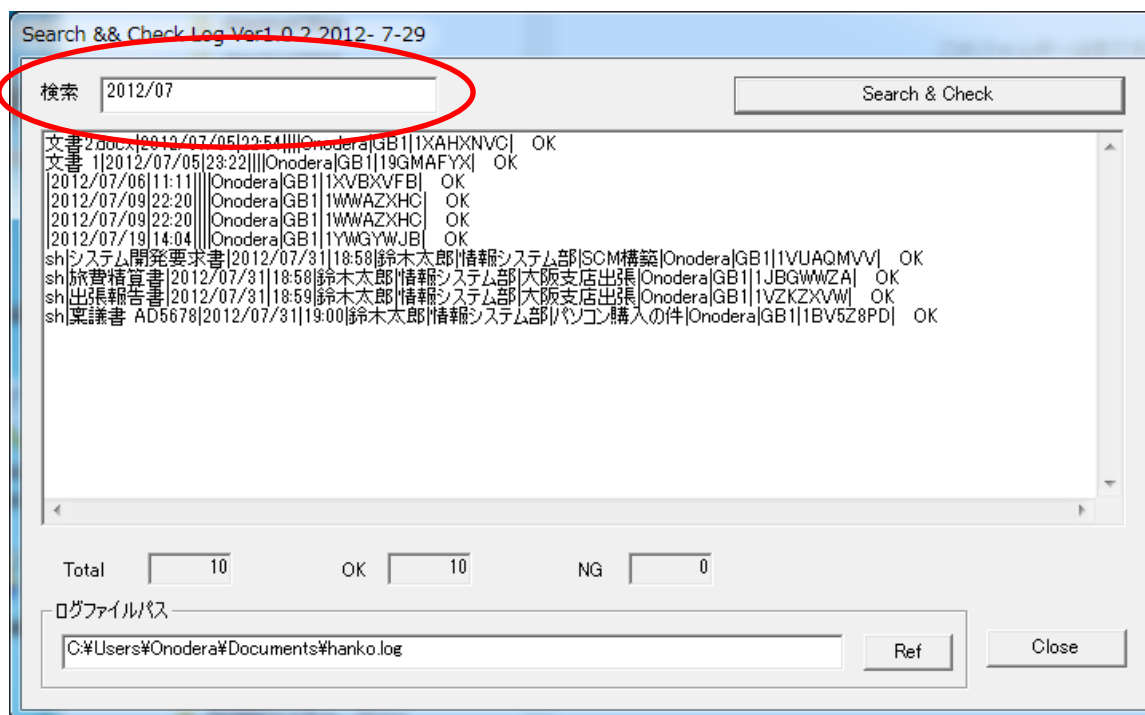 Search && Check Log Ver1.0.2 2012- 7-29
検索 2012/07 Search & Check
文書2.docx|2012/07/05|22:54||||Onodera|GB1|1XAHXNVC| OK
文書 1|2012/07/05|23:22||||Onodera|GB1|19GMAFYX| OK
|2012/07/06|11:11||||Onodera|GB1|1XVBXVFB| OK
|2012/07/09|22:20||||Onodera|GB1|1WWAZXHC| OK
|2012/07/09|22:20||||Onodera|GB1|1WWAZXHC| OK
|2012/07/19|14:04||||Onodera|GB1|1YWGYWJB| OK
sh|システム開発要求書|2012/07/31|18:58|鈴木太郎|情報システム部|SCM構築|Onodera|GB1|1VUAQMVV| OK
sh|旅費精算書|2012/07/31|18:58|鈴木太郎|情報システム部|大阪支店出張|Onodera|GB1|1JBGWWZA| OK
sh|出張報告書|2012/07/31|18:59|鈴木太郎|情報システム部|大阪支店出張|Onodera|GB1|1VZKZXVW| OK
sh|稟議書 AD5678|2012/07/31|19:00|鈴木太郎|情報システム部|パソコン購入の件|Onodera|GB1|1BV5Z8PD| OK
Total 10 OK 10 NG 0
ログファイルパス
C:¥Users¥Onodera¥Documents¥hanko.log Ref Close